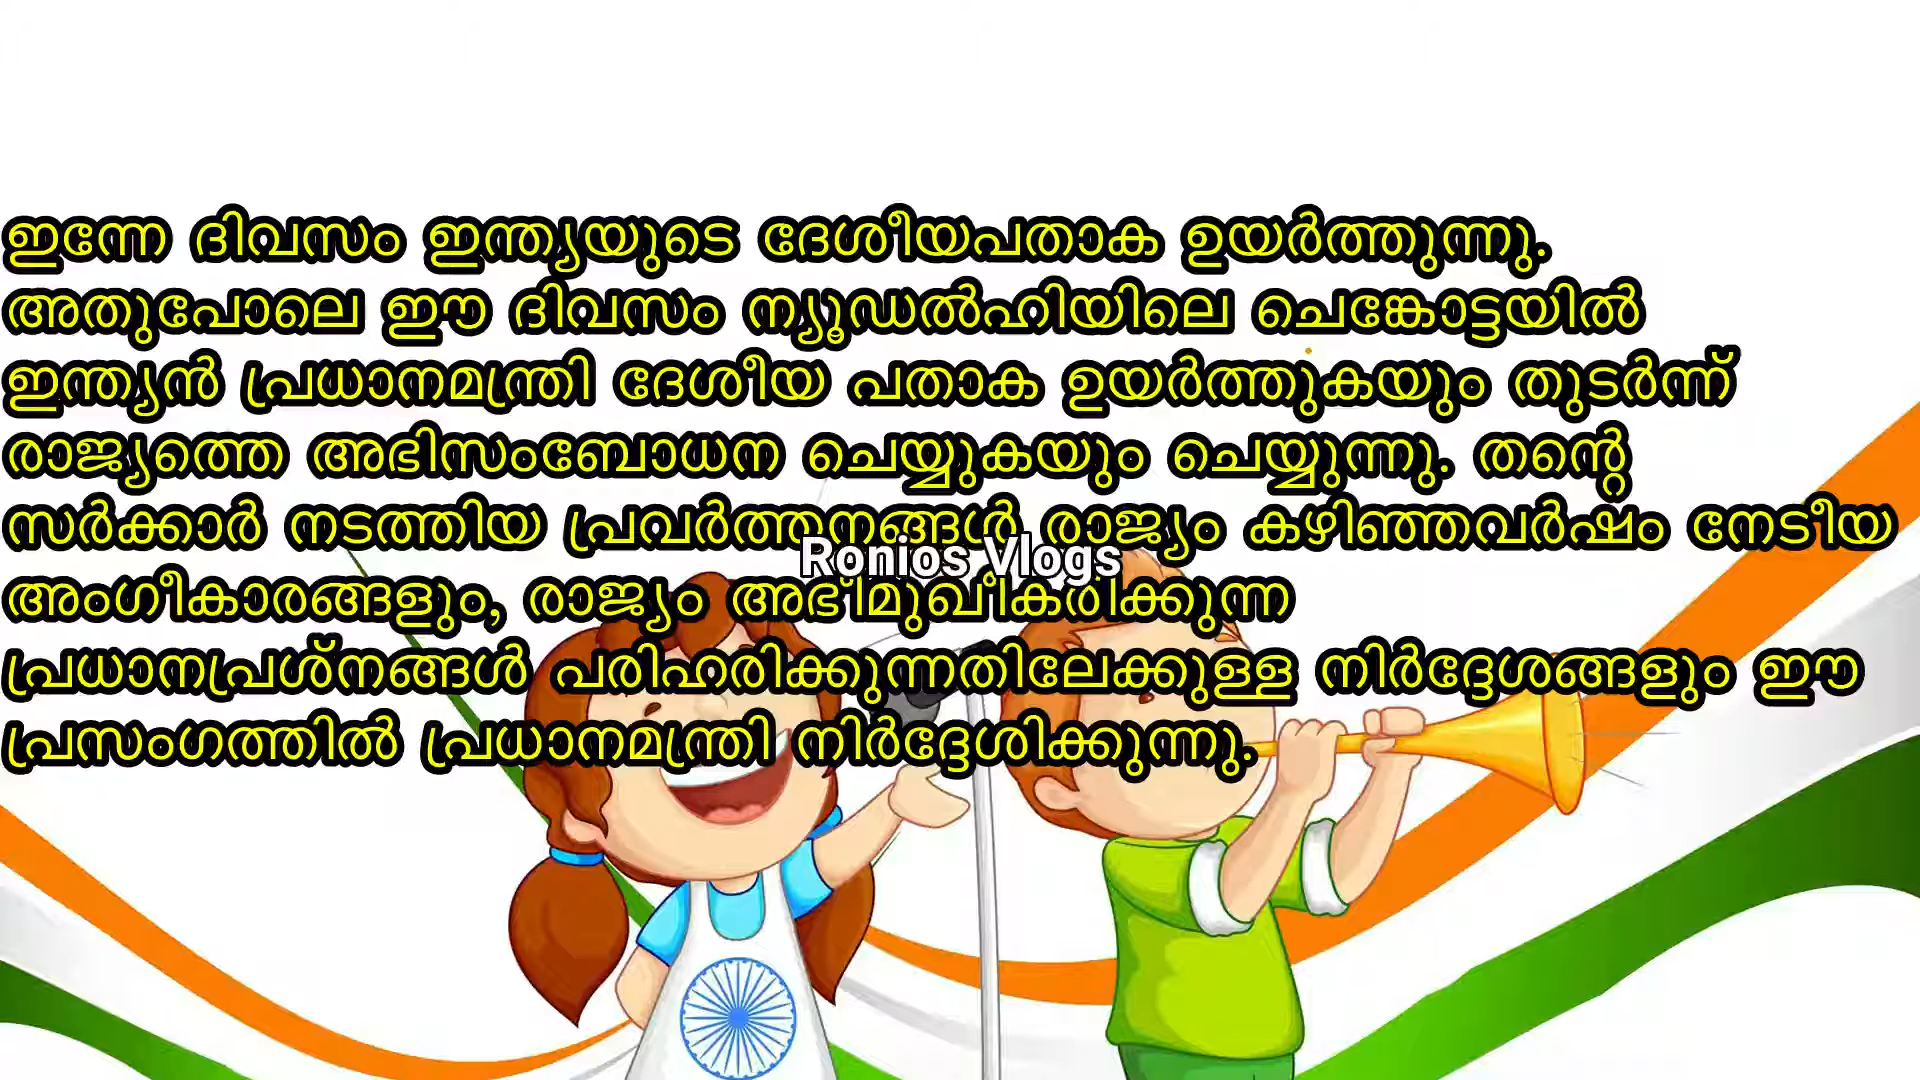 ഇന്നേ ദിവസം ഇന്ത്യയുടെ ദേശീയപതാക ഉയർത്തുന്നു.
അതുപോലെ ഈ ദിവസം ന്യൂഡൽഹിയിലെ ചെങ്കോട്ടയിൽ
ഇന്ത്യൻ പ്രധാനമന്ത്രി ദേശീയ പതാക ഉയർത്തുകയും തുടർന്ന്
രാജ്യത്തെ അഭിസംബോധന ചെയ്യുകയും ചെയ്യുന്നു. തന്റെ
സർക്കാർ നടത്തിയ പ്രവർത്തനങ്ങൾ രാജ്യം കഴിഞ്ഞവർഷം നേടിയ
Ronios Vlogs
അംഗീകാരങ്ങളും, രാജ്യം അഭിമുഖീകരിക്കുന്ന
പ്രധാനപ്രശ്നങ്ങൾ പരിഹരിക്കുന്നതിലേക്കുള്ള നിർദ്ദേശങ്ങളും ഈ
പ്രസംഗത്തിൽ പ്രധാനമന്ത്രി നിർദ്ദേശിക്കുന്നു.